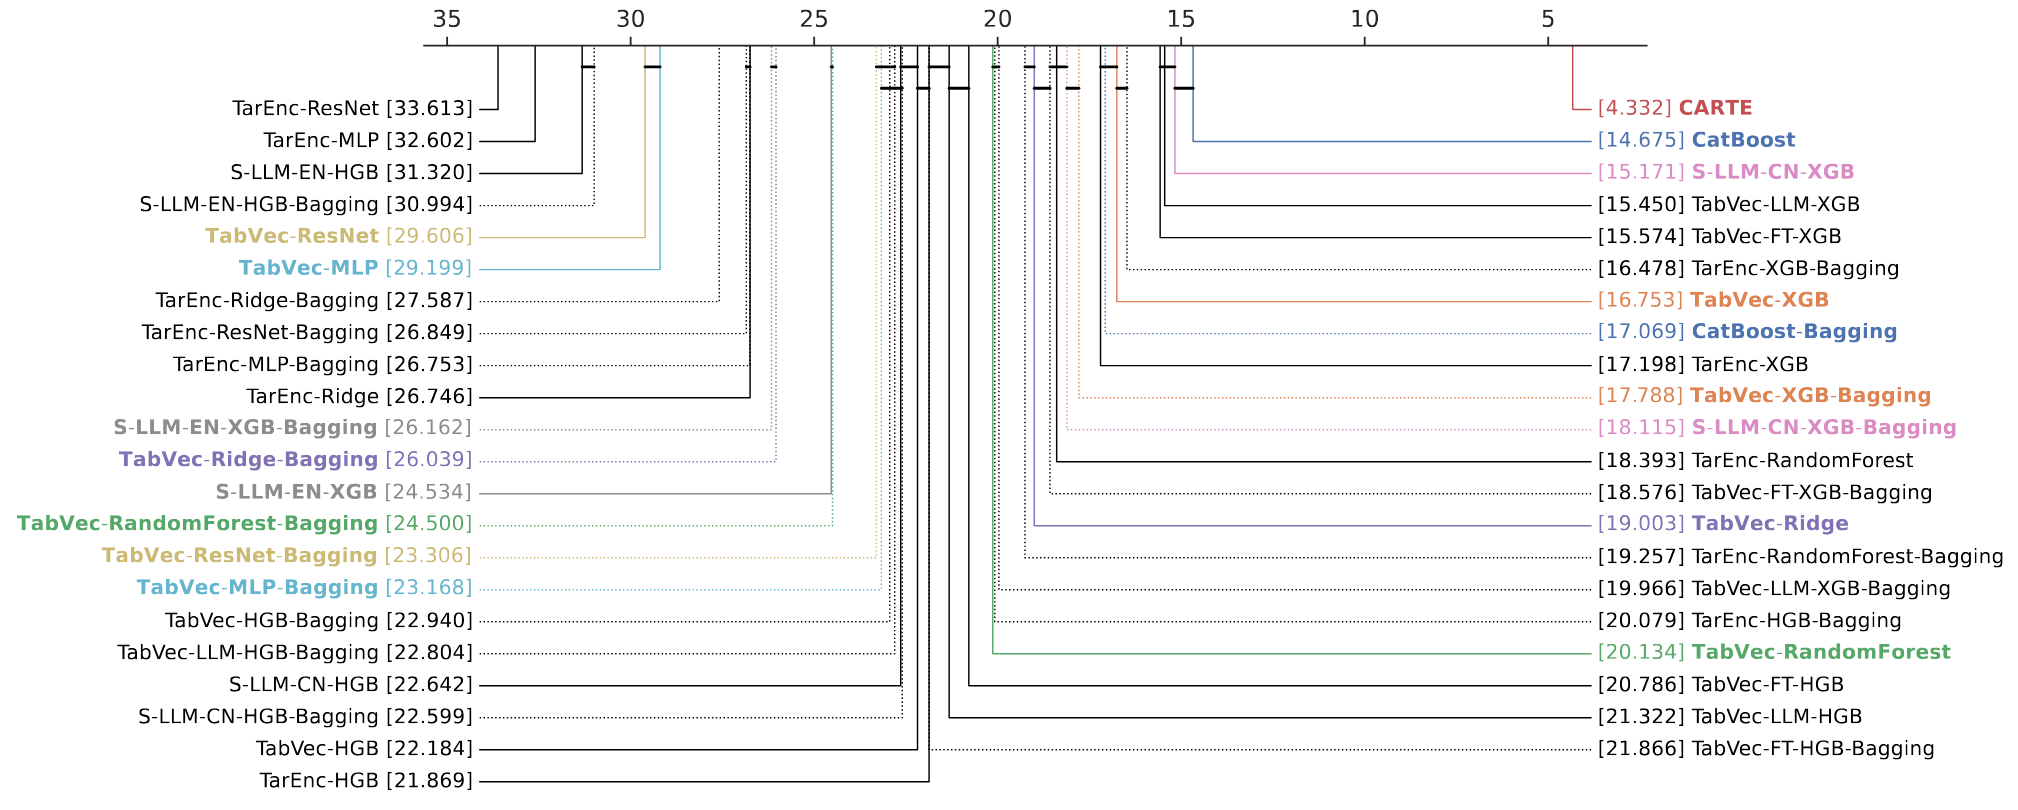 35 30 25 20 15 10 5
TarEnc-ResNet [33.613]
TarEnc-MLP [32.602]
S-LLM-EN-HGB [31.320]
S-LLM-EN-HGB-Bagging [30.994]
TabVec-ResNet [29.606]
TabVec-MLP [29.199]
TarEnc-Ridge-Bagging [27.587]
TarEnc-ResNet-Bagging [26.849]
TarEnc-MLP-Bagging [26.753]
TarEnc-Ridge [26.746]
S-LLM-EN-XGB-Bagging [26.162]
TabVec-Ridge-Bagging [26.039]
S-LLM-EN-XGB [24.534]
TabVec-RandomForest-Bagging [24.500]
TabVec-ResNet-Bagging [23.306]
TabVec-MLP-Bagging [23.168]
TabVec-HGB-Bagging [22.940]
TabVec-LLM-HGB-Bagging [22.804]
S-LLM-CN-HGB [22.642]
S-LLM-CN-HGB-Bagging [22.599]
TabVec-HGB [22.184]
TarEnc-HGB [21.869]
[4.332] CARTE
[14.675] CatBoost
[15.171] S-LLM-CN-XGB
[15.450] TabVec-LLM-XGB
[15.574] TabVec-FT-XGB
[16.478] TarEnc-XGB-Bagging
[16.753] TabVec-XGB
[17.069] CatBoost-Bagging
[17.198] TarEnc-XGB
[17.788] TabVec-XGB-Bagging
[18.115] S-LLM-CN-XGB-Bagging
[18.393] TarEnc-RandomForest
[18.576] TabVec-FT-XGB-Bagging
[19.003] TabVec-Ridge
[19.257] TarEnc-RandomForest-Bagging
[19.966] TabVec-LLM-XGB-Bagging
[20.079] TarEnc-HGB-Bagging
[20.134] TabVec-RandomForest
[20.786] TabVec-FT-HGB
[21.322] TabVec-LLM-HGB
[21.866] TabVec-FT-HGB-Bagging